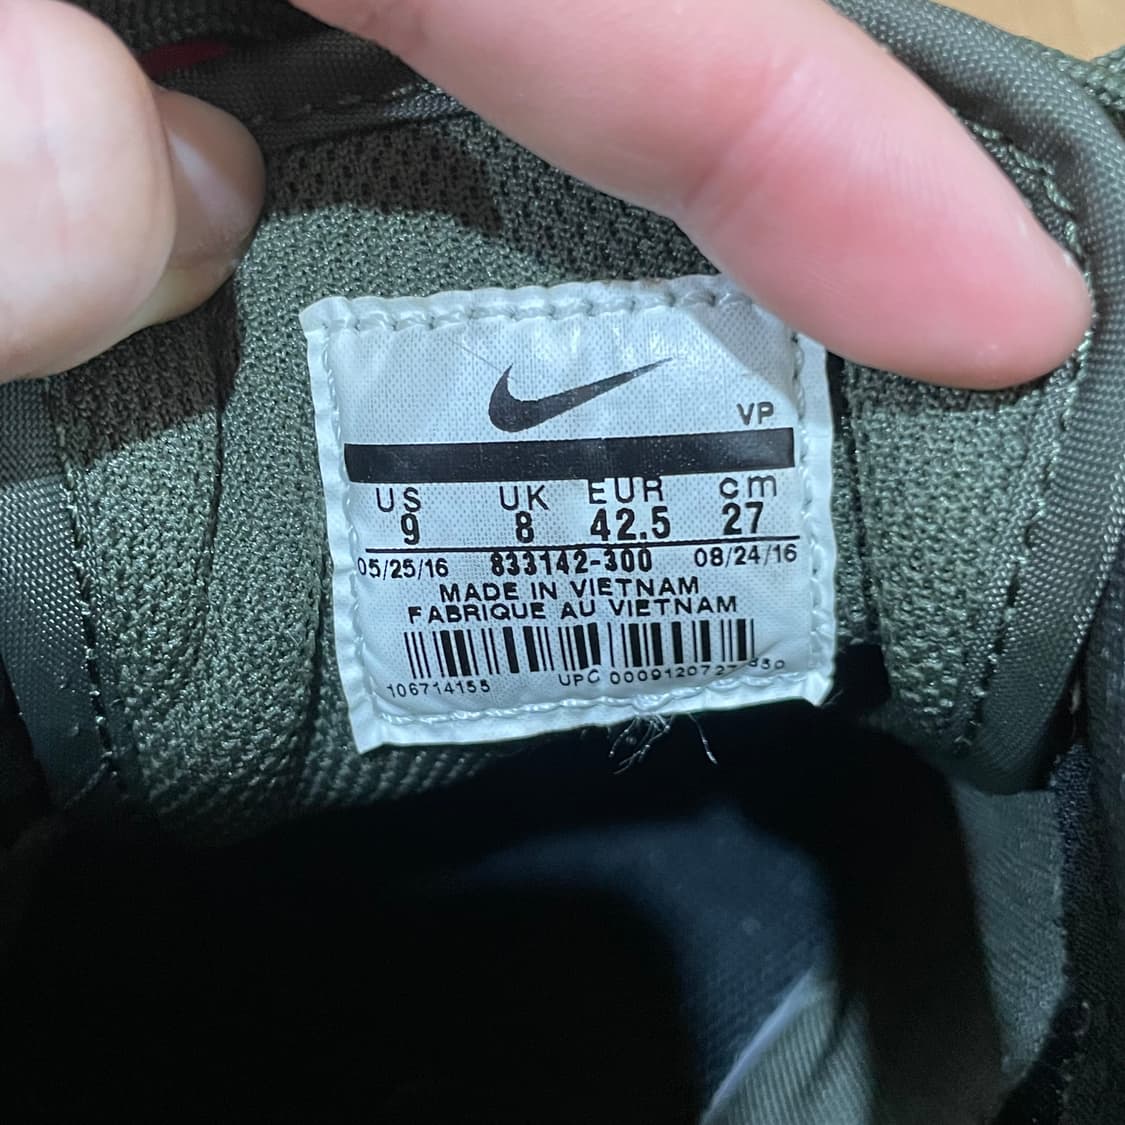 VP
US UK EUR cm
9 8 42.5 27
05/25/16 833142-300 08/24/16
MADE IN VIETNAM
FABRIQUE AU VIETNAM
106714155 UPC